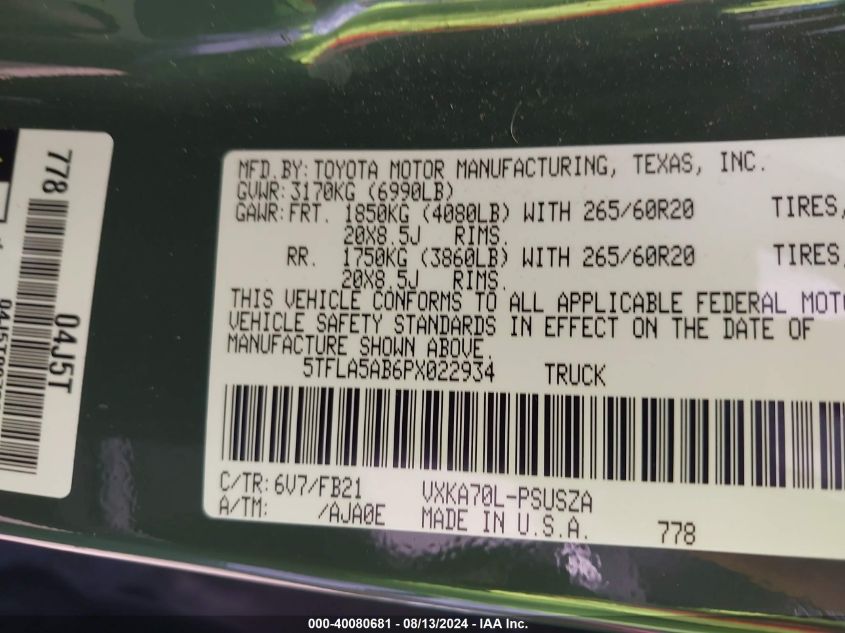 MFD.BY: TOYOTA MOTOR MANUFACTURING, TEXAS, INC.
GVWR: 3170KG (6990LB)
GAWR: FRT. 1850KG (4080LB) WITH 265/60R20 TIRES,
20X8.5J RIMS.
RR. 1750KG (3860LB) WITH 265/60R20 TIRES,
20X8.5J RIMS.
THIS VEHICLE CONFORMS TO ALL APPLICABLE FEDERAL MOTO
VEHICLE SAFETY STANDARDS IN EFFECT ON THE DATE OF
MANUFACTURE SHOWN ABOVE.
5TFLA5AB6PX022934 TRUCK
C/TR: 6V7/FB21 VXKA70L-PSUSZA
A/TM: /AJA0E MADE IN U.S.A. 778
778
04J5T
000-40080681 - 08/13/2024 - IAA Inc.